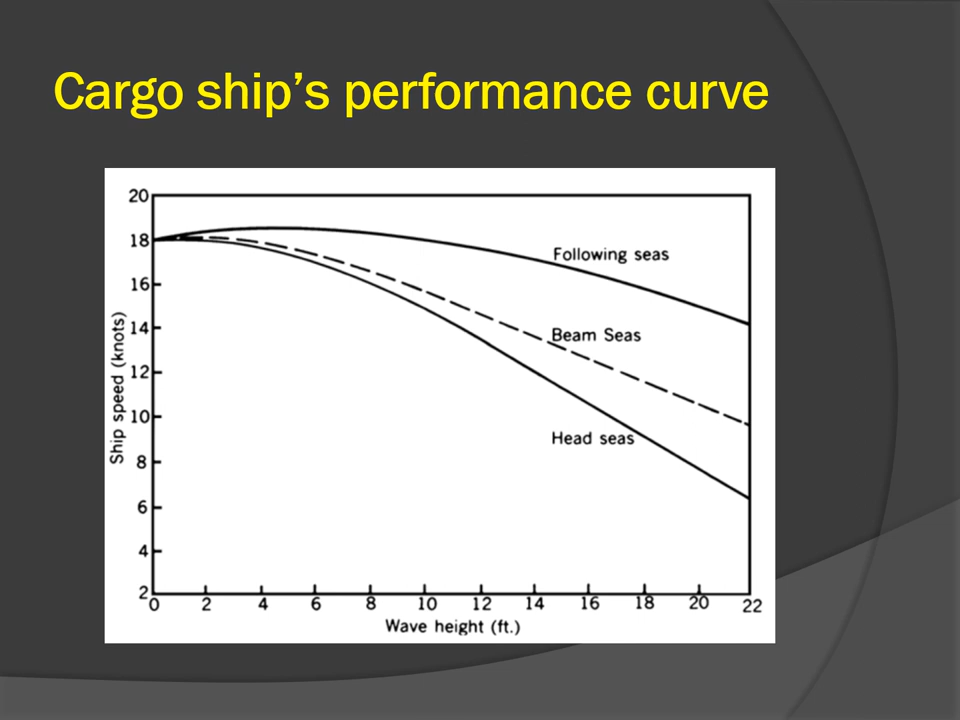 Cargo ship’s performance curve
20
18
16
14
12
10
8
6
4
2
Ship speed (knots)
Following seas
Beam Seas
Head seas
0 2 4 6 8 10 12 14 16 18 20 22
Wave height (ft.)